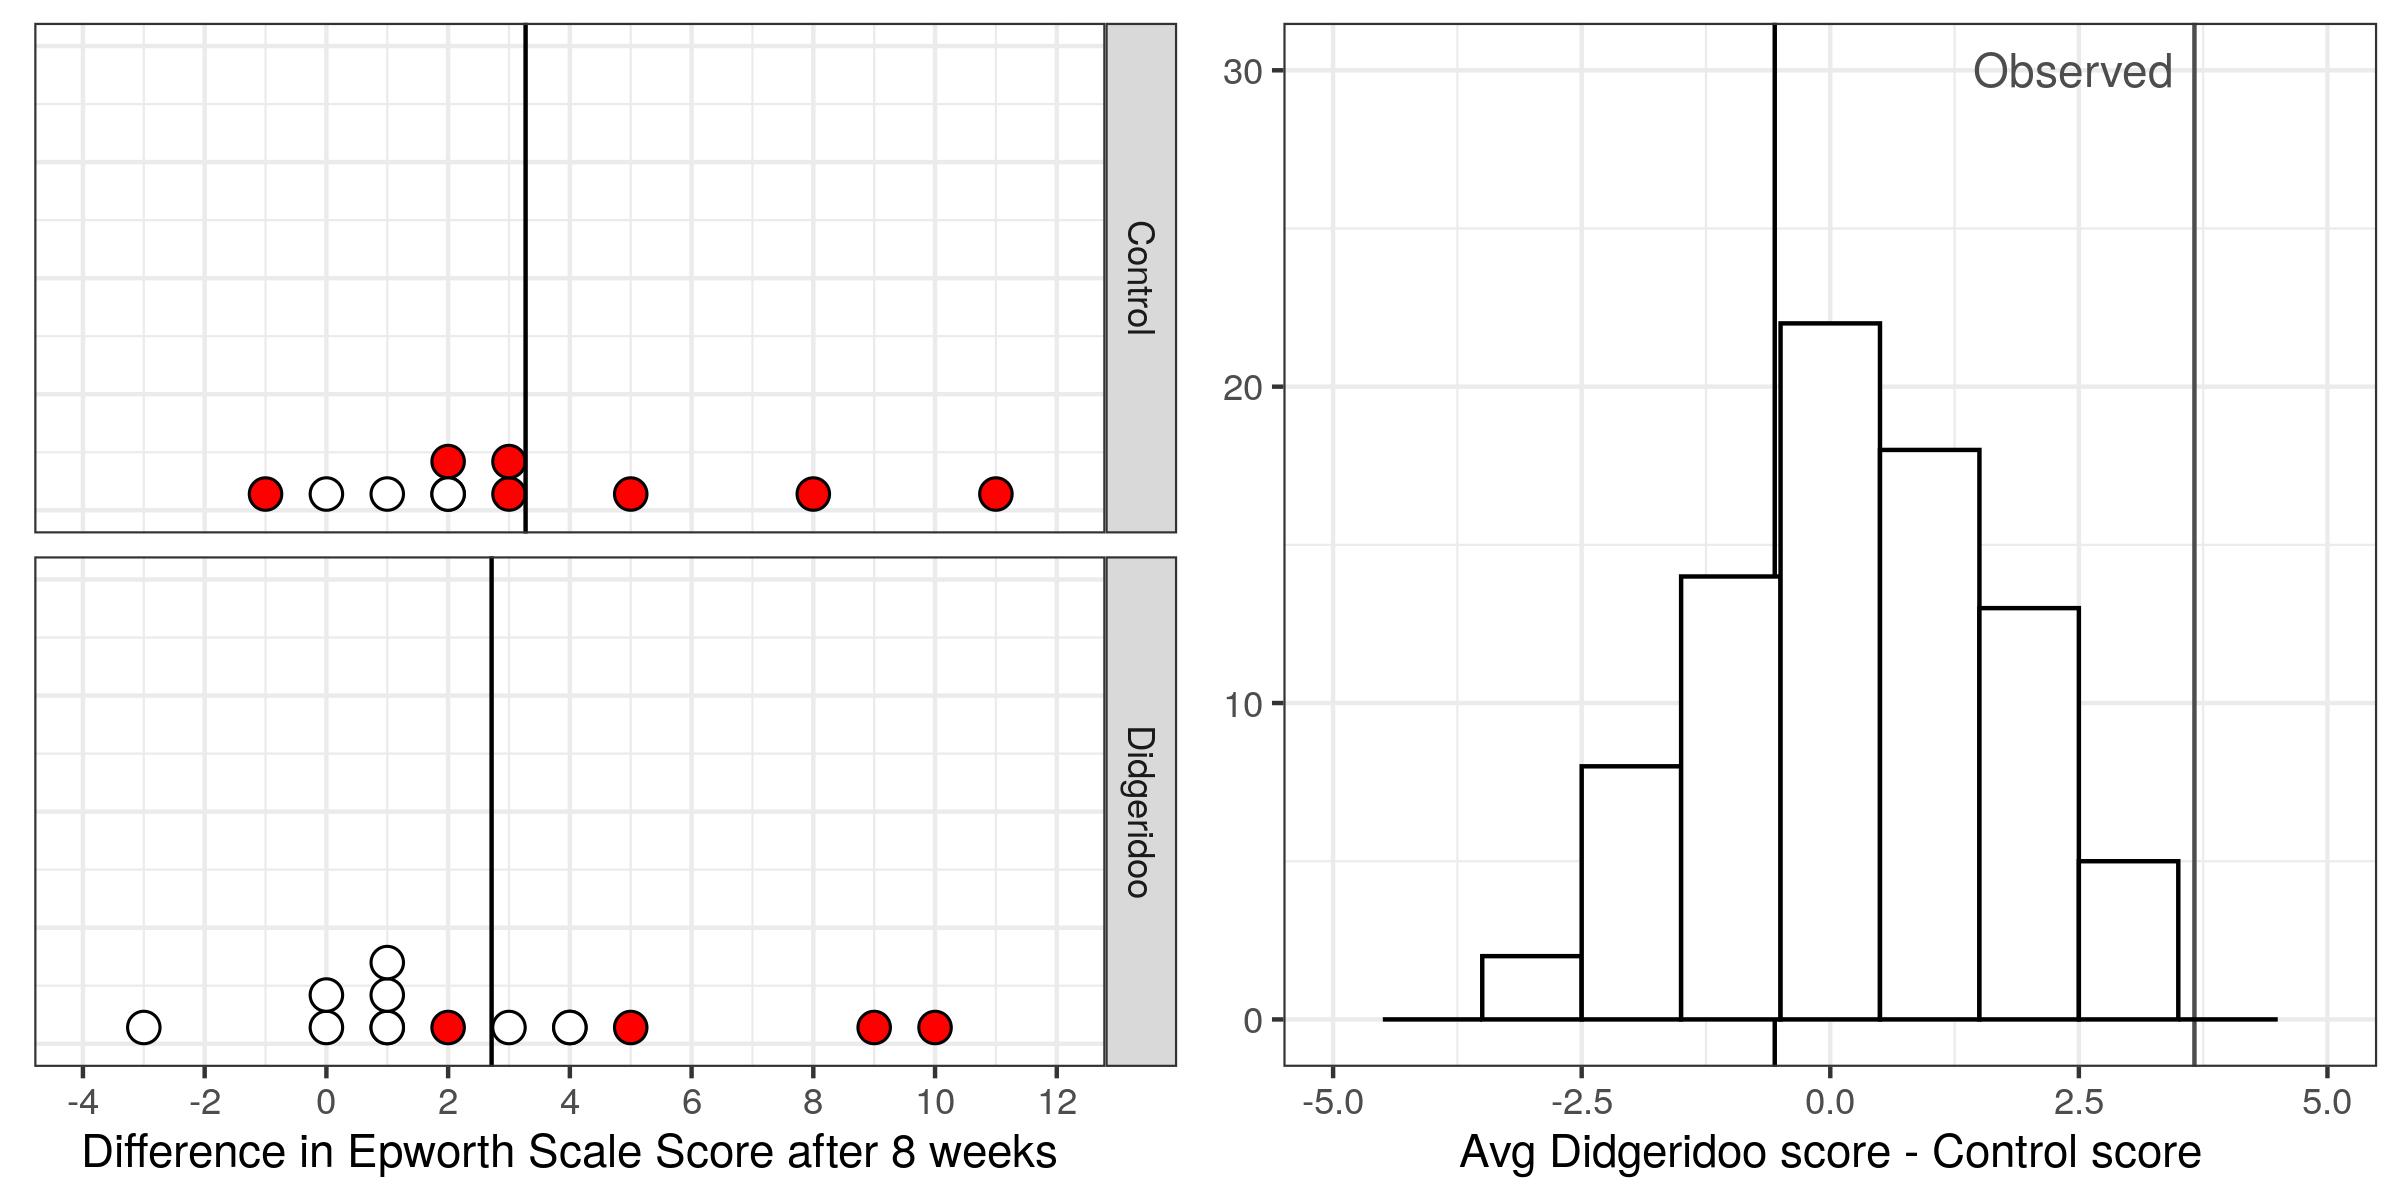 Control
Didgeridoo
-4 -2 0 2 4 6 8 10 12
Difference in Epworth Scale Score after 8 weeks
Observed
30
20
10
0
-5.0 -2.5 0.0 2.5 5.0
Avg Didgeridoo score - Control score